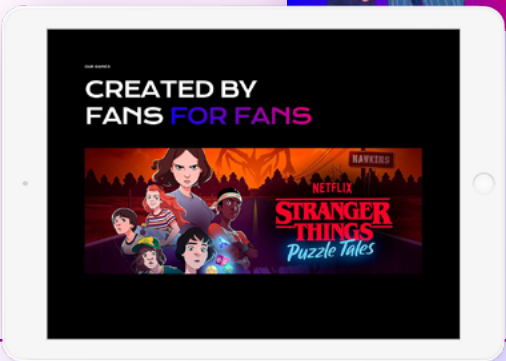 OUR GAMES
CREATED BY
FANS FOR FANS
HAWKINS
NETFLIX
STRANGER
THINGS
Puzzle Tales